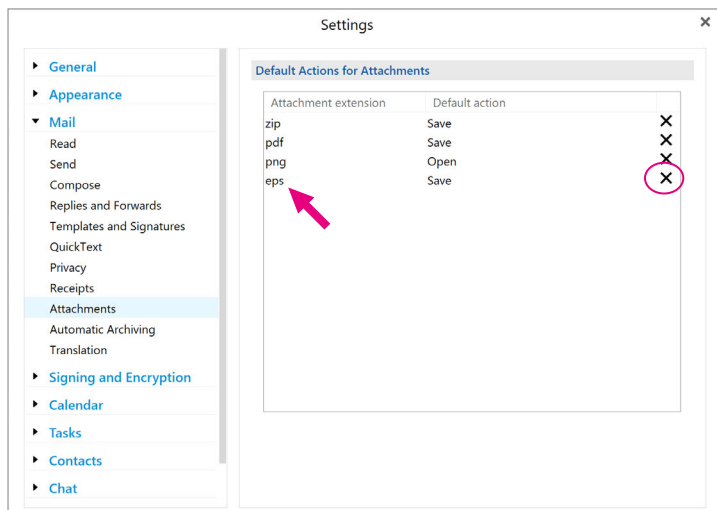 Settings
General
Appearance
Mail
Read
Send
Compose
Replies and Forwards
Templates and Signatures
QuickText
Privacy
Receipts
Attachments
Automatic Archiving
Translation
Signing and Encryption
Calendar
Tasks
Contacts
Chat
Default Actions for Attachments
Attachment extension Default action
zip Save
pdf Save
png Open
eps Save